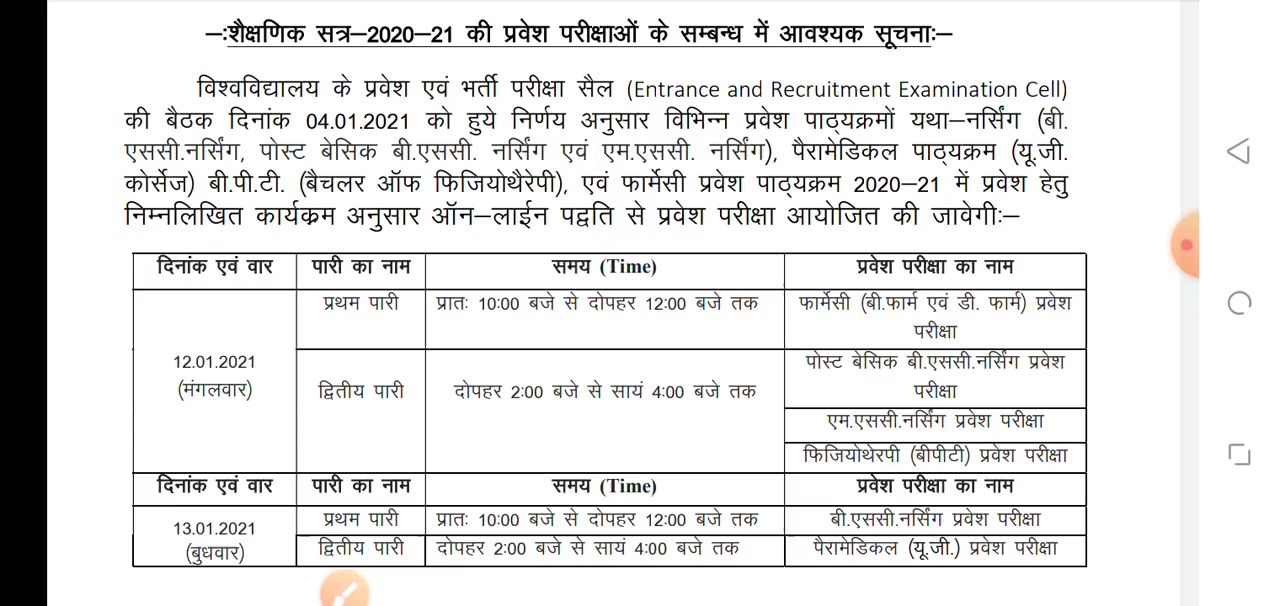 –:शैक्षणिक सत्र–2020–21 की प्रवेश परीक्षाओं के सम्बन्ध में आवश्यक सूचना:–
विश्वविद्यालय के प्रवेश एवं भर्ती परीक्षा सैल (Entrance and Recruitment Examination Cell)
की बैठक दिनांक 04.01.2021 को हुये निर्णय अनुसार विभिन्न प्रवेश पाठ्यक्रमों यथा–नर्सिंग (बी.
एससी.नर्सिंग, पोस्ट बेसिक बी.एससी. नर्सिंग एवं एम.एससी. नर्सिंग), पैरामेडिकल पाठ्यक्रम (यू.जी.
कोर्सेज) बी.पी.टी. (बैचलर ऑफ फिजियोथैरेपी), एवं फार्मेसी प्रवेश पाठ्यक्रम 2020–21 में प्रवेश हेतु
निम्नलिखित कार्यक्रम अनुसार ऑन–लाईन पद्वति से प्रवेश परीक्षा आयोजित की जावेगी:–
दिनांक एवं वार पारी का नाम समय (Time) प्रवेश परीक्षा का नाम
प्रथम पारी प्रातः 10:00 बजे से दोपहर 12:00 बजे तक फार्मेसी (बी.फार्म एवं डी. फार्म) प्रवेश
परीक्षा
12.01.2021
(मंगलवार)
द्वितीय पारी दोपहर 2:00 बजे से सायं 4:00 बजे तक पोस्ट बेसिक बी.एससी.नर्सिंग प्रवेश
परीक्षा
एम.एससी.नर्सिंग प्रवेश परीक्षा
फिजियोथेरपी (बीपीटी) प्रवेश परीक्षा
दिनांक एवं वार पारी का नाम समय (Time) प्रवेश परीक्षा का नाम
13.01.2021
(बुधवार)
प्रथम पारी प्रातः 10:00 बजे से दोपहर 12:00 बजे तक बी.एससी.नर्सिंग प्रवेश परीक्षा
द्वितीय पारी दोपहर 2:00 बजे से सायं 4:00 बजे तक पैरामेडिकल (यू.जी.) प्रवेश परीक्षा